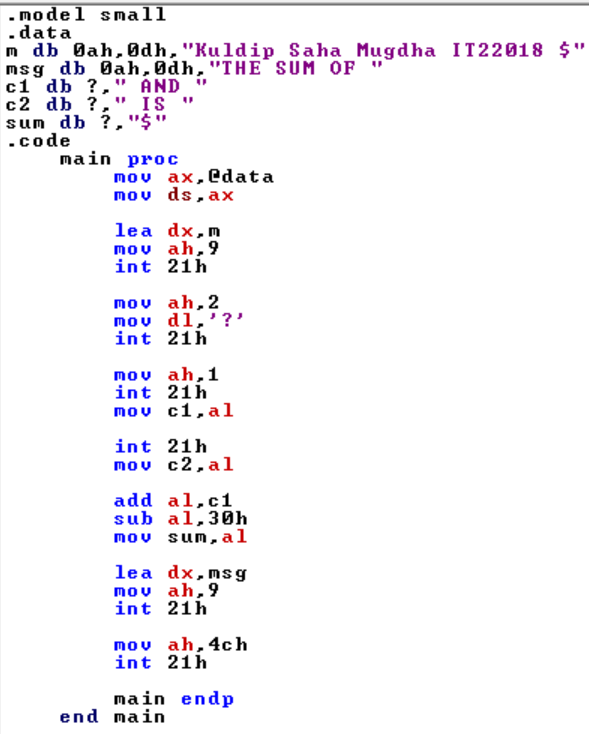 .model small
.data
m db 0ah,0dh,"Kuldip Saha Mugdha IT22018 $"
msg db 0ah,0dh,"THE SUM OF "
c1 db ?," AND "
c2 db ?," IS "
sum db ?,"$"
.code
main proc
mov ax,@data
mov ds,ax
lea dx,m
mov ah,9
int 21h
mov ah,2
mov dl,'?'
int 21h
mov ah,1
int 21h
mov c1,al
int 21h
mov c2,al
add al,c1
sub al,30h
mov sum,al
lea dx,msg
mov ah,9
int 21h
mov ah,4ch
int 21h
main endp
end main